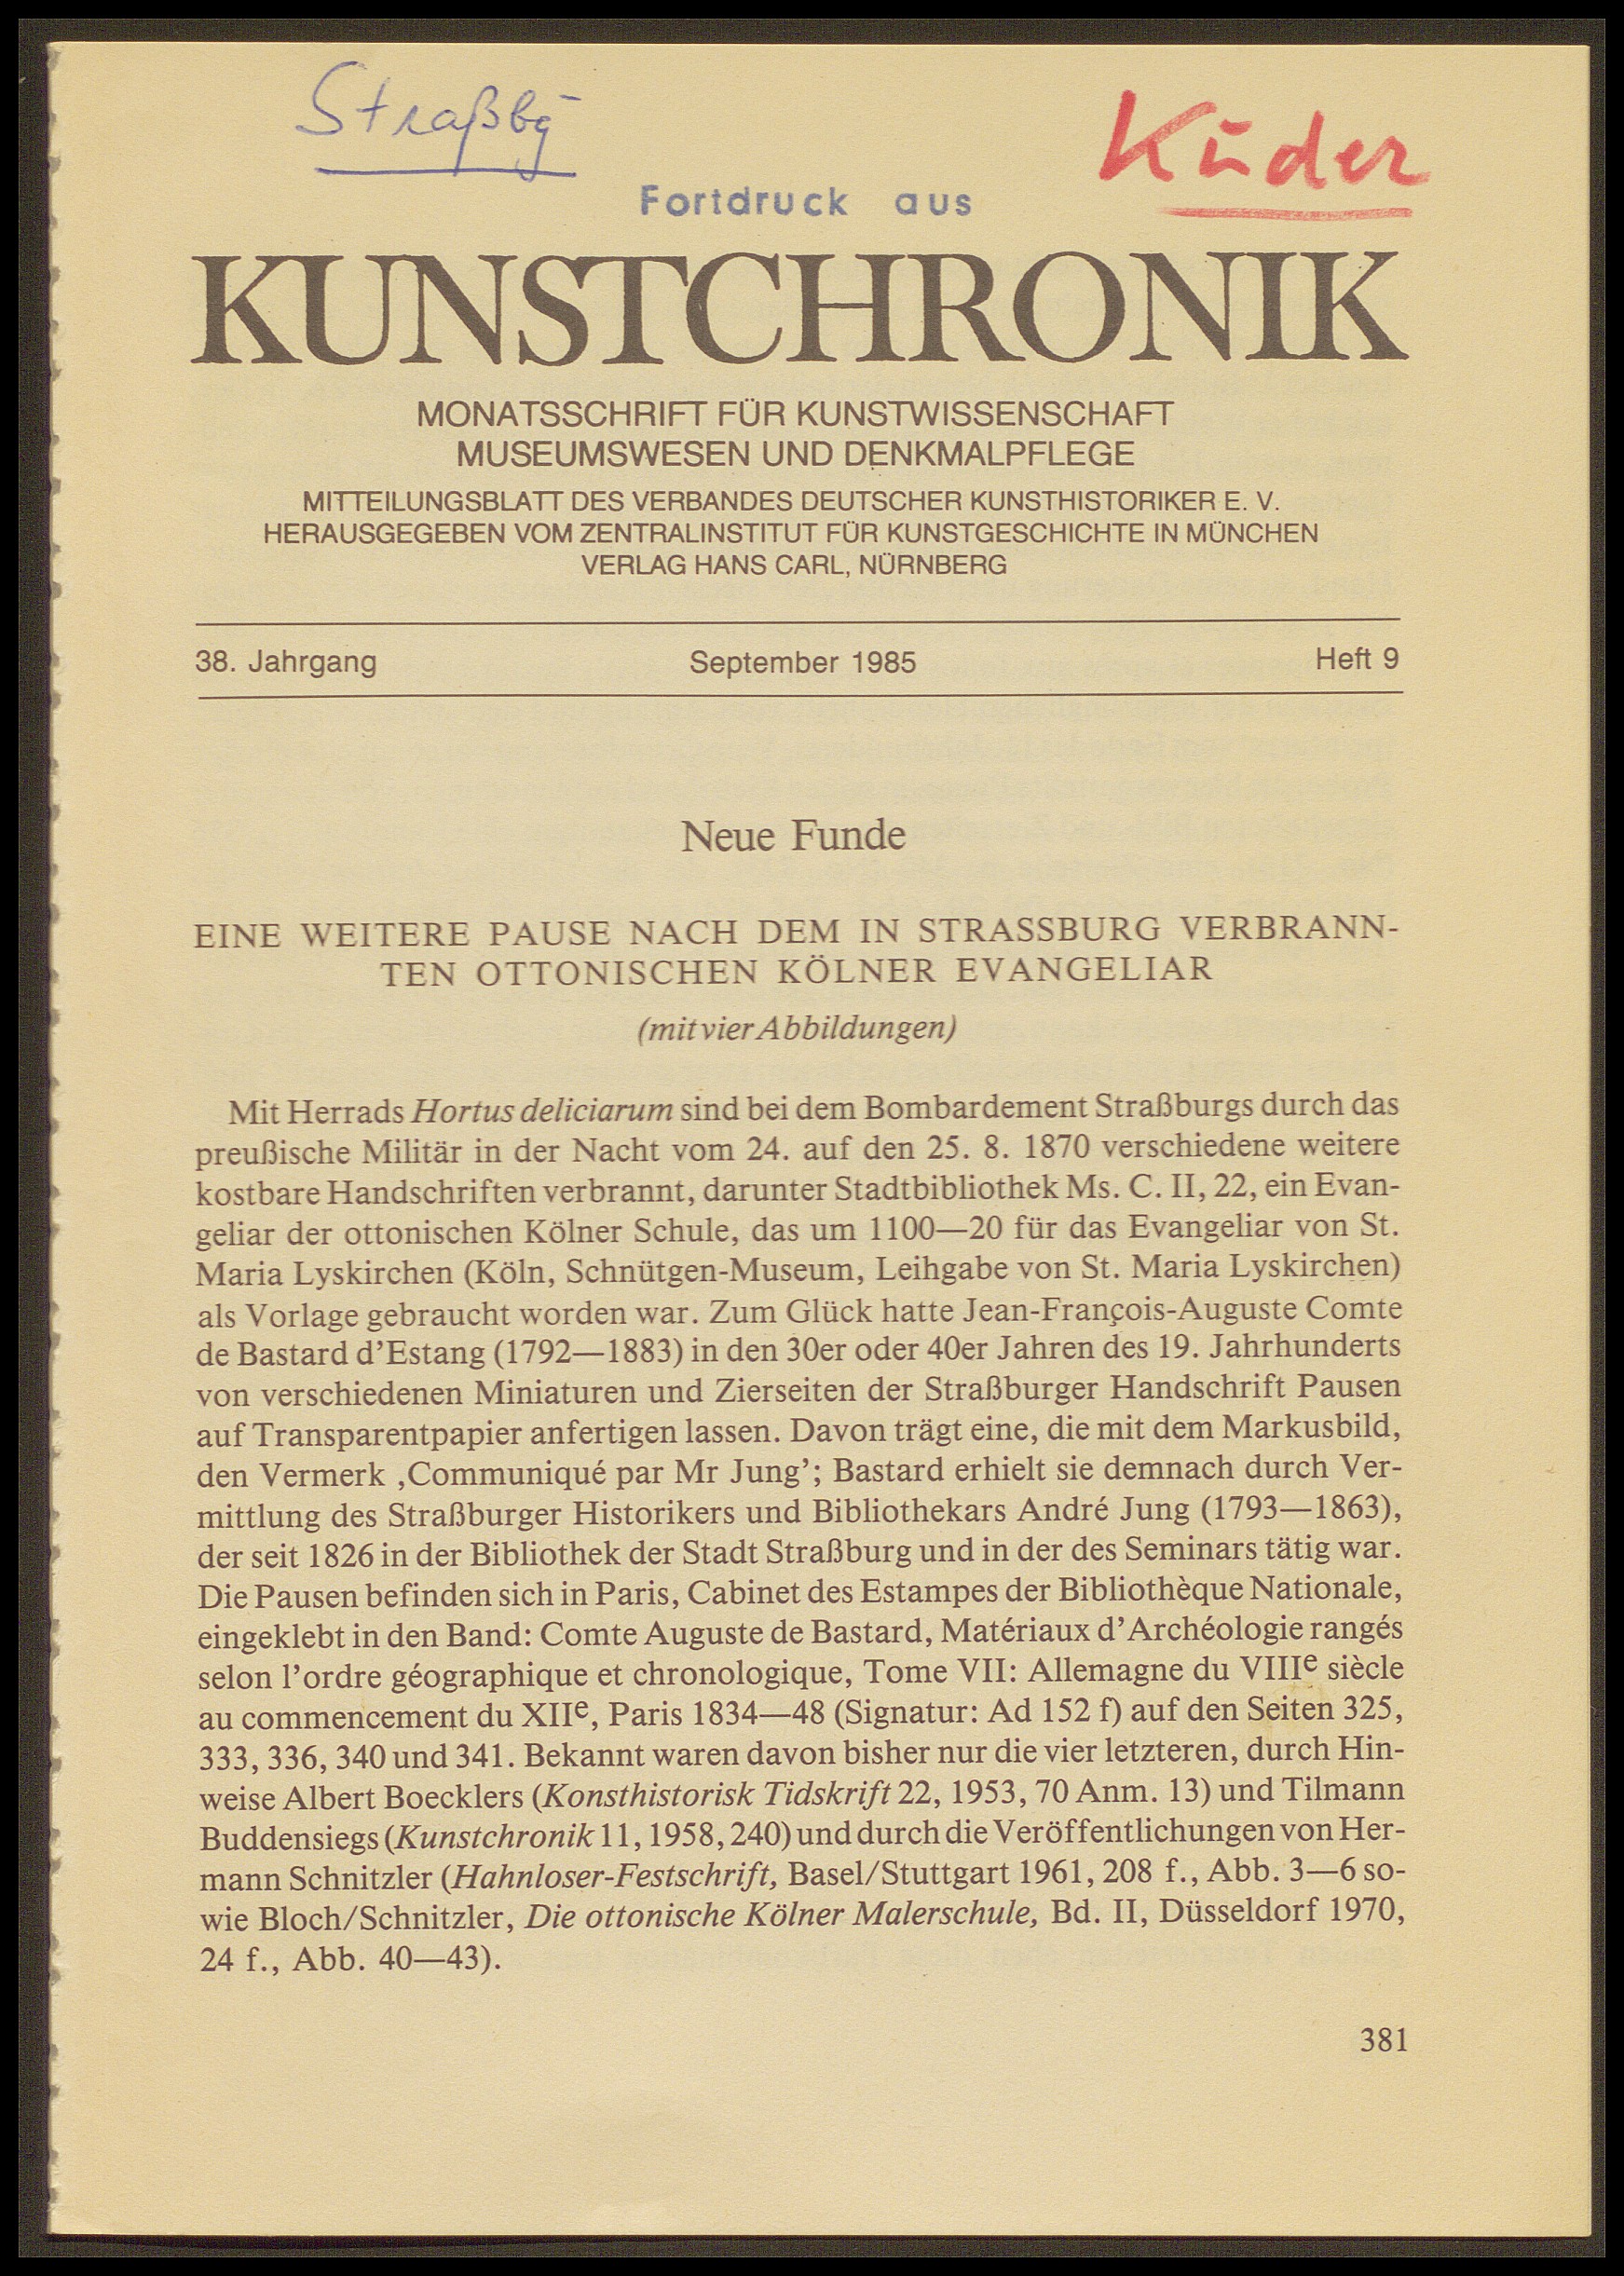 Straßbg
Kuder
Fortdruck aus
KUNSTCHRONIK
MONATSSCHRIFT FÜR KUNSTWISSENSCHAFT
MUSEUMSWESEN UND DENKMALPFLEGE
MITTEILUNGSBLATT DES VERBANDES DEUTSCHER KUNSTHISTORIKER E. V.
HERAUSGEGEBEN VOM ZENTRALINSTITUT FÜR KUNSTGESCHICHTE IN MÜNCHEN
VERLAG HANS CARL, NÜRNBERG
38. Jahrgang September 1985 Heft 9
Neue Funde
EINE WEITERE PAUSE NACH DEM IN STRASSBURG VERBRANN-
TEN OTTONISCHEN KÖLNER EVANGELIAR
(mit vier Abbildungen)
Mit Herrads Hortus deliciarum sind bei dem Bombardement Straßburgs durch das
preußische Militär in der Nacht vom 24. auf den 25. 8. 1870 verschiedene weitere
kostbare Handschriften verbrannt, darunter Stadtbibliothek Ms. C. II, 22, ein Evan-
geliar der ottonischen Kölner Schule, das um 1100—20 für das Evangeliar von St.
Maria Lyskirchen (Köln, Schnütgen-Museum, Leihgabe von St. Maria Lyskirchen)
als Vorlage gebraucht worden war. Zum Glück hatte Jean-François-Auguste Comte
de Bastard d'Estang (1792—1883) in den 30er oder 40er Jahren des 19. Jahrhunderts
von verschiedenen Miniaturen und Zierseiten der Straßburger Handschrift Pausen
auf Transparentpapier anfertigen lassen. Davon trägt eine, die mit dem Markusbild,
den Vermerk ,Communiqué par Mr Jung'; Bastard erhielt sie demnach durch Ver-
mittlung des Straßburger Historikers und Bibliothekars André Jung (1793—1863),
der seit 1826 in der Bibliothek der Stadt Straßburg und in der des Seminars tätig war.
Die Pausen befinden sich in Paris, Cabinet des Estampes der Bibliothèque Nationale,
eingeklebt in den Band: Comte Auguste de Bastard, Matériaux d'Archéologie rangés
selon l'ordre géographique et chronologique, Tome VII: Allemagne du VIIIe siècle
au commencement du XIIe, Paris 1834—48 (Signatur: Ad 152 f) auf den Seiten 325,
333, 336, 340 und 341. Bekannt waren davon bisher nur die vier letzteren, durch Hin-
weise Albert Boecklers (Konsthistorisk Tidskrift 22, 1953, 70 Anm. 13) und Tilmann
Buddensiegs (Kunstchronik 11, 1958, 240) und durch die Veröffentlichungen von Her-
mann Schnitzler (Hahnloser-Festschrift, Basel/Stuttgart 1961, 208 f., Abb. 3—6 so-
wie Bloch/Schnitzler, Die ottonische Kölner Malerschule, Bd. II, Düsseldorf 1970,
24 f., Abb. 40—43).
381